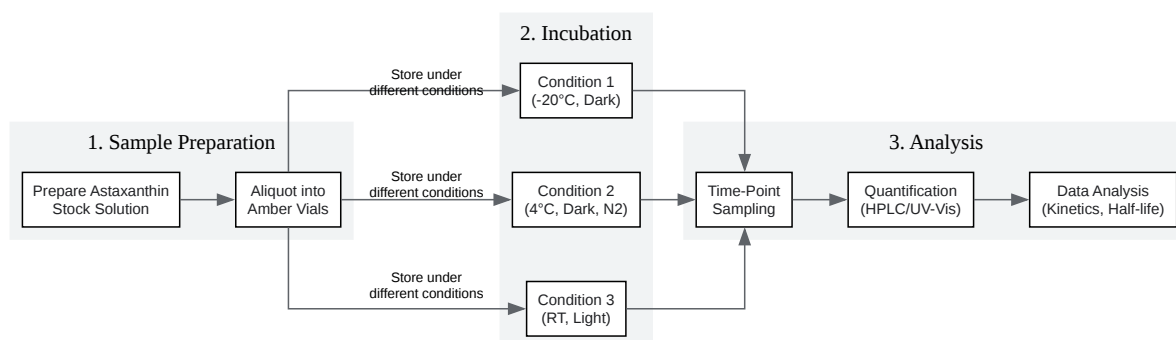 2. Incubation
Store under
different conditions
Condition 1
(-20°C, Dark)
1. Sample Preparation
3. Analysis
Prepare Astaxanthin
Stock Solution
Aliquot into
Amber Vials
Store under
different conditions
Condition 2
(4°C, Dark, N2)
Time-Point
Sampling
Quantification
(HPLC/UV-Vis)
Data Analysis
(Kinetics, Half-life)
Store under
different conditions
Condition 3
(RT, Light)